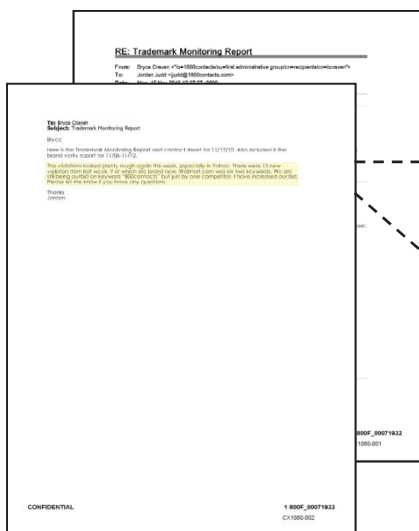 RE: Trademark Monitoring Report
From: Bryce Craven
To: Jordan Judd <jjudd@1800contacts.com>
To: Bryce Craven
Subject: Trademark Monitoring Report
Bryce:
Here is the Trademark Monitoring Report and contact sheet for 11/12/10. Also included is the
brand verity report for 11/06-11/12.
The violations looked pretty rough again this week, especially in Yahoo. There were 15 new
violators from last week, 9 of which are brand new. Walmart.com was on two keywords. We are
still being outbid on keyword "800contacts" but just by one competitor. I have increased our bid.
Please let me know if you have any questions.
Thanks
Jordan
800F_00071932
1080-001
CONFIDENTIAL
1-800F_00071933
CX1080-002